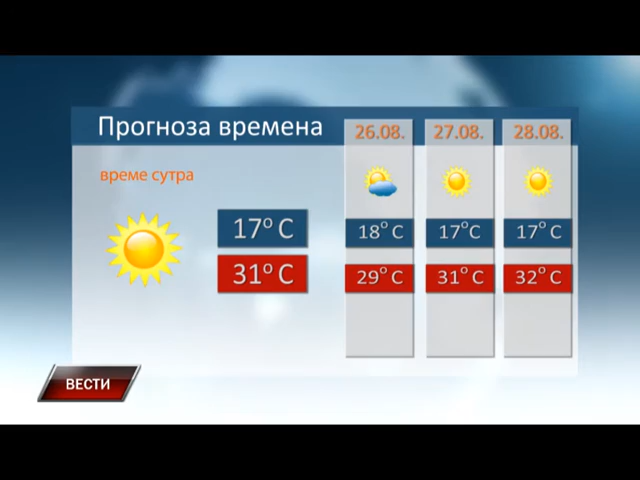 Прогноза времена
време сутра
17° C
31° C
26.08. 27.08. 28.08.
18° C 17°C 17° C
29° C 31° C 32° C
ВЕСТИ